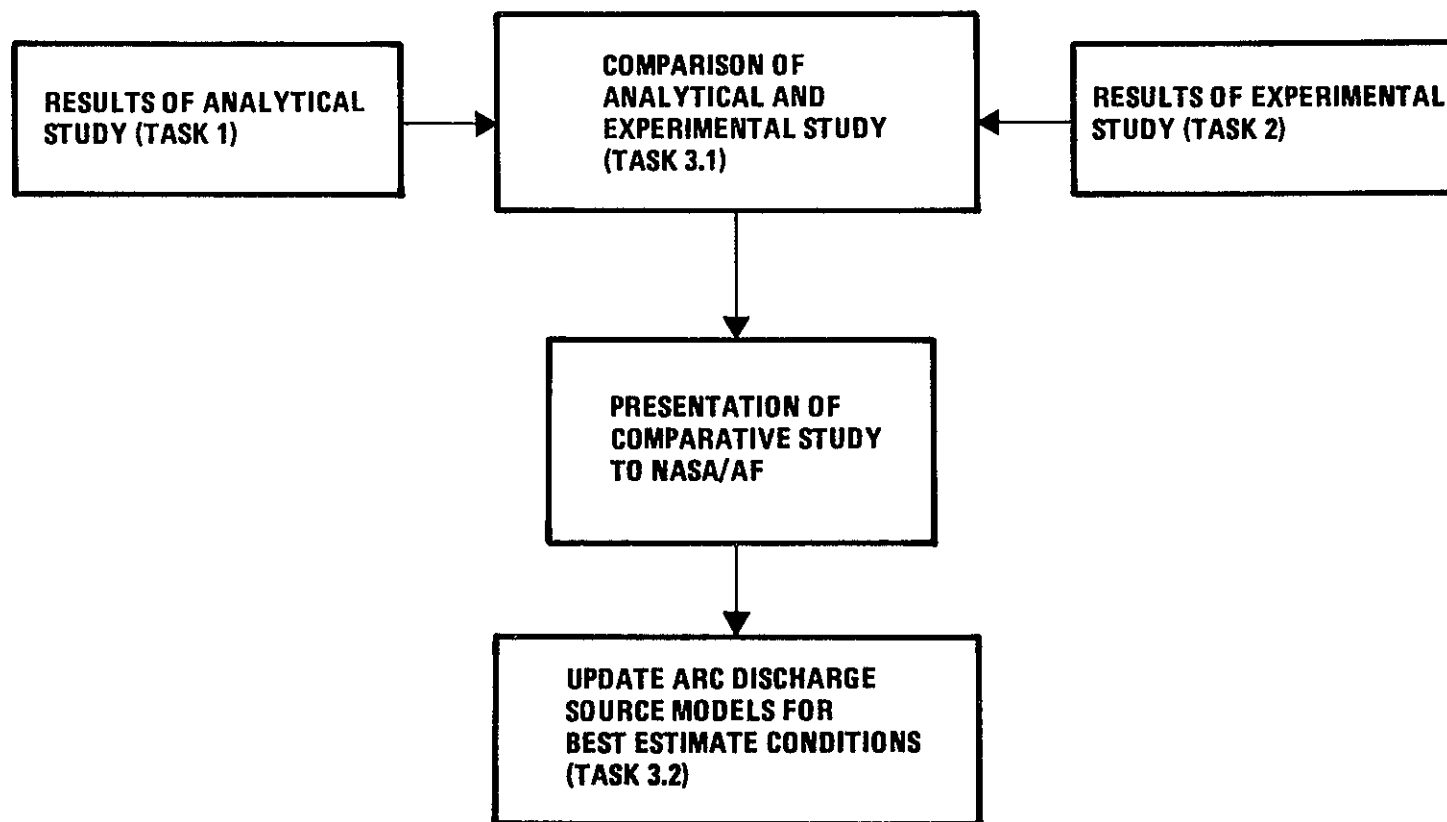 RESULTS OF ANALYTICAL
STUDY (TASK 1)
COMPARISON OF
ANALYTICAL AND
EXPERIMENTAL STUDY
(TASK 3.1)
RESULTS OF EXPERIMENTAL
STUDY (TASK 2)
PRESENTATION OF
COMPARATIVE STUDY
TO NASA/AF
UPDATE ARC DISCHARGE
SOURCE MODELS FOR
BEST ESTIMATE CONDITIONS
(TASK 3.2)